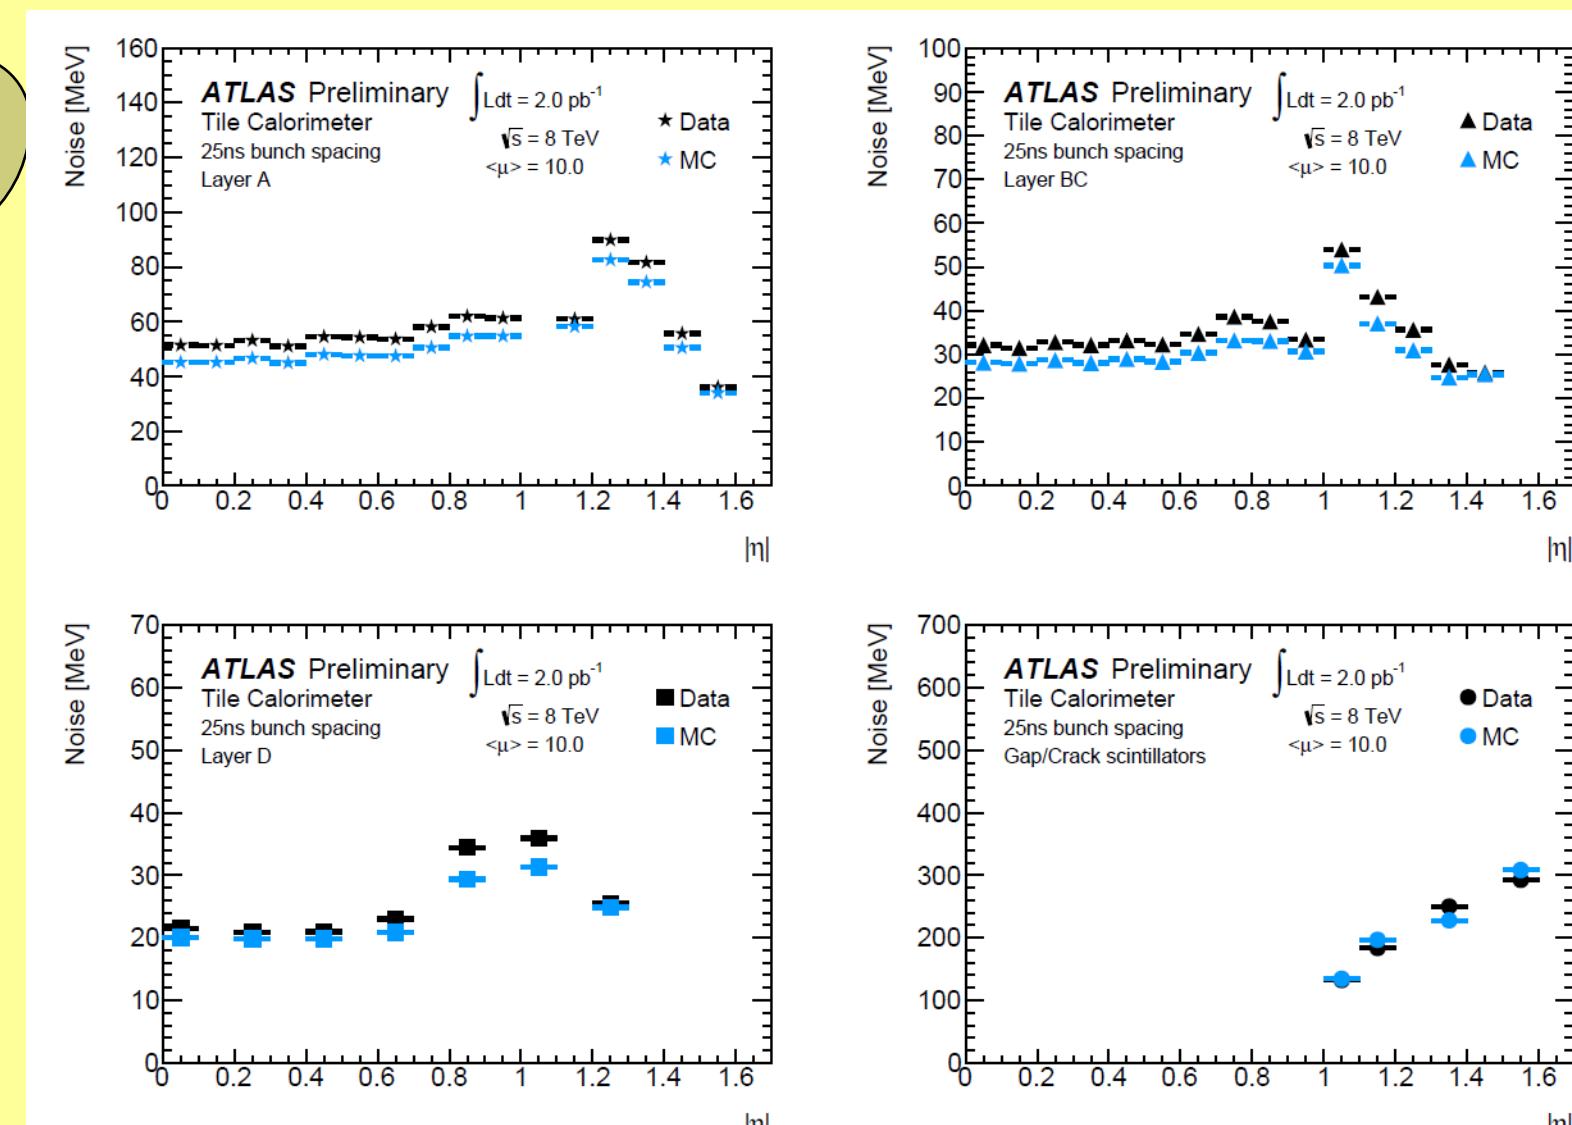 Noise [MeV]
160
140
120
100
80
60
40
20
0
ATLAS Preliminary
Tile Calorimeter
25ns bunch spacing
Layer A
∫Ldt = 2.0 pb⁻¹
√s = 8 TeV
<μ> = 10.0
Data
MC
0 0.2 0.4 0.6 0.8 1 1.2 1.4 1.6
|η|
Noise [MeV]
100
90
80
70
60
50
40
30
20
10
0
ATLAS Preliminary
Tile Calorimeter
25ns bunch spacing
Layer BC
∫Ldt = 2.0 pb⁻¹
√s = 8 TeV
<μ> = 10.0
Data
MC
0 0.2 0.4 0.6 0.8 1 1.2 1.4 1.6
|η|
Noise [MeV]
70
60
50
40
30
20
10
0
ATLAS Preliminary
Tile Calorimeter
25ns bunch spacing
Layer D
∫Ldt = 2.0 pb⁻¹
√s = 8 TeV
<μ> = 10.0
Data
MC
0 0.2 0.4 0.6 0.8 1 1.2 1.4 1.6
|η|
Noise [MeV]
700
600
500
400
300
200
100
0
ATLAS Preliminary
Tile Calorimeter
25ns bunch spacing
Gap/Crack scintillators
∫Ldt = 2.0 pb⁻¹
√s = 8 TeV
<μ> = 10.0
Data
MC
0 0.2 0.4 0.6 0.8 1 1.2 1.4 1.6
|η|